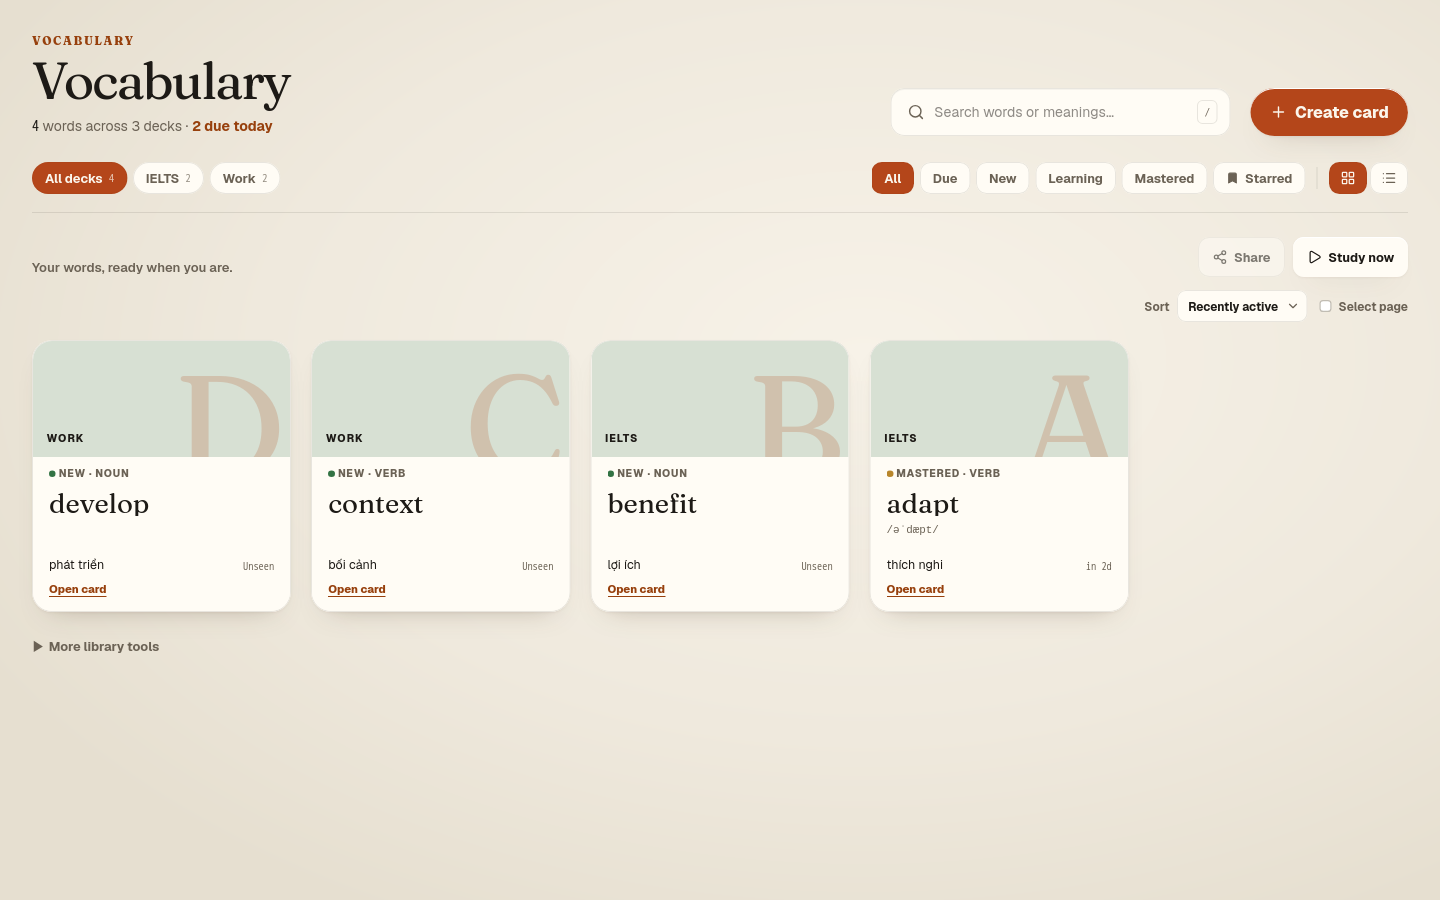 VOCABULARY
Vocabulary
4 words across 3 decks · 2 due today
Search words or meanings...
/
Create card
All decks 4
IELTS 2
Work 2
All
Due
New
Learning
Mastered
Starred
Your words, ready when you are.
Share
Study now
Sort
Recently active
Select page
D
WORK
NEW · NOUN
develop
phát triển
Unseen
Open card
C
WORK
NEW · VERB
context
bối cảnh
Unseen
Open card
B
IELTS
NEW · NOUN
benefit
lợi ích
Unseen
Open card
A
IELTS
MASTERED · VERB
adapt
/əˈdæpt/
thích nghi
in 2d
Open card
More library tools